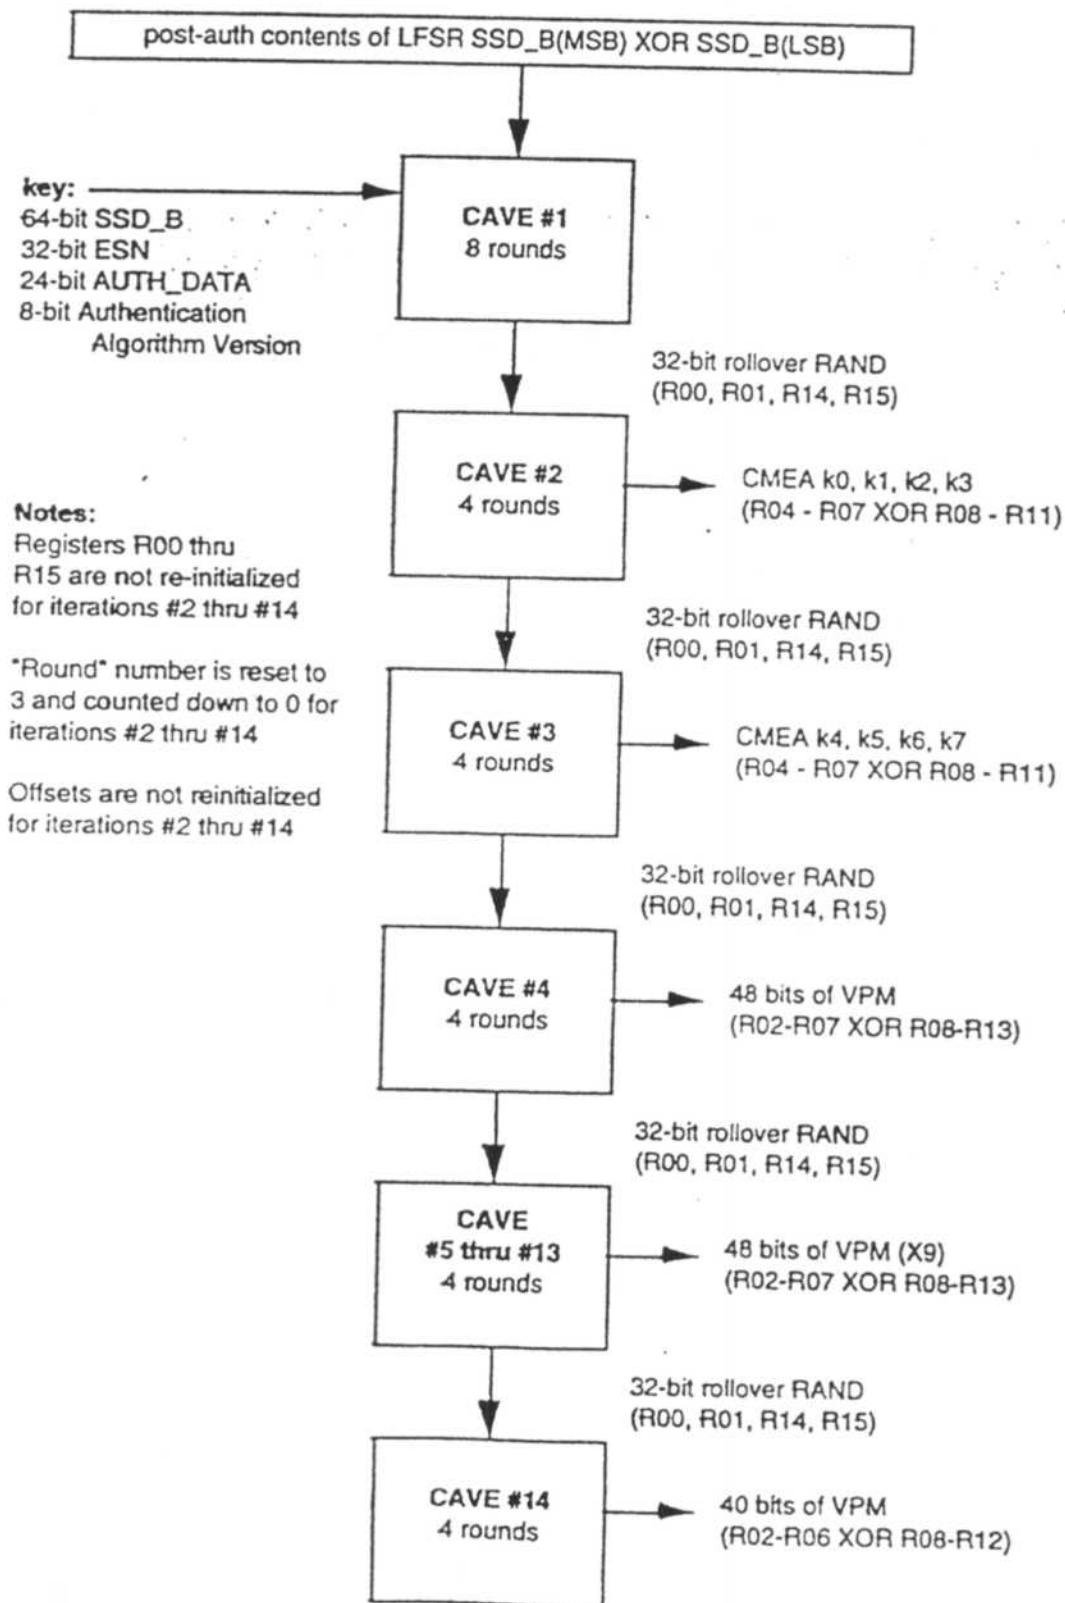 post-auth contents of LFSR SSD_B(MSB) XOR SSD_B(LSB)
key:
64-bit SSD_B
32-bit ESN
24-bit AUTH_DATA
8-bit Authentication
Algorithm Version
CAVE #1
8 rounds
32-bit rollover RAND
(R00, R01, R14, R15)
CAVE #2
4 rounds
CMEA k0, k1, k2, k3
(R04 - R07 XOR R08 - R11)
Notes:
Registers R00 thru
R15 are not re-initialized
for iterations #2 thru #14
"Round" number is reset to
3 and counted down to 0 for
iterations #2 thru #14
Offsets are not reinitialized
for iterations #2 thru #14
32-bit rollover RAND
(R00, R01, R14, R15)
CAVE #3
4 rounds
CMEA k4, k5, k6, k7
(R04 - R07 XOR R08 - R11)
32-bit rollover RAND
(R00, R01, R14, R15)
CAVE #4
4 rounds
48 bits of VPM
(R02-R07 XOR R08-R13)
32-bit rollover RAND
(R00, R01, R14, R15)
CAVE
#5 thru #13
4 rounds
48 bits of VPM (X9)
(R02-R07 XOR R08-R13)
32-bit rollover RAND
(R00, R01, R14, R15)
CAVE #14
4 rounds
40 bits of VPM
(R02-R06 XOR R08-R12)